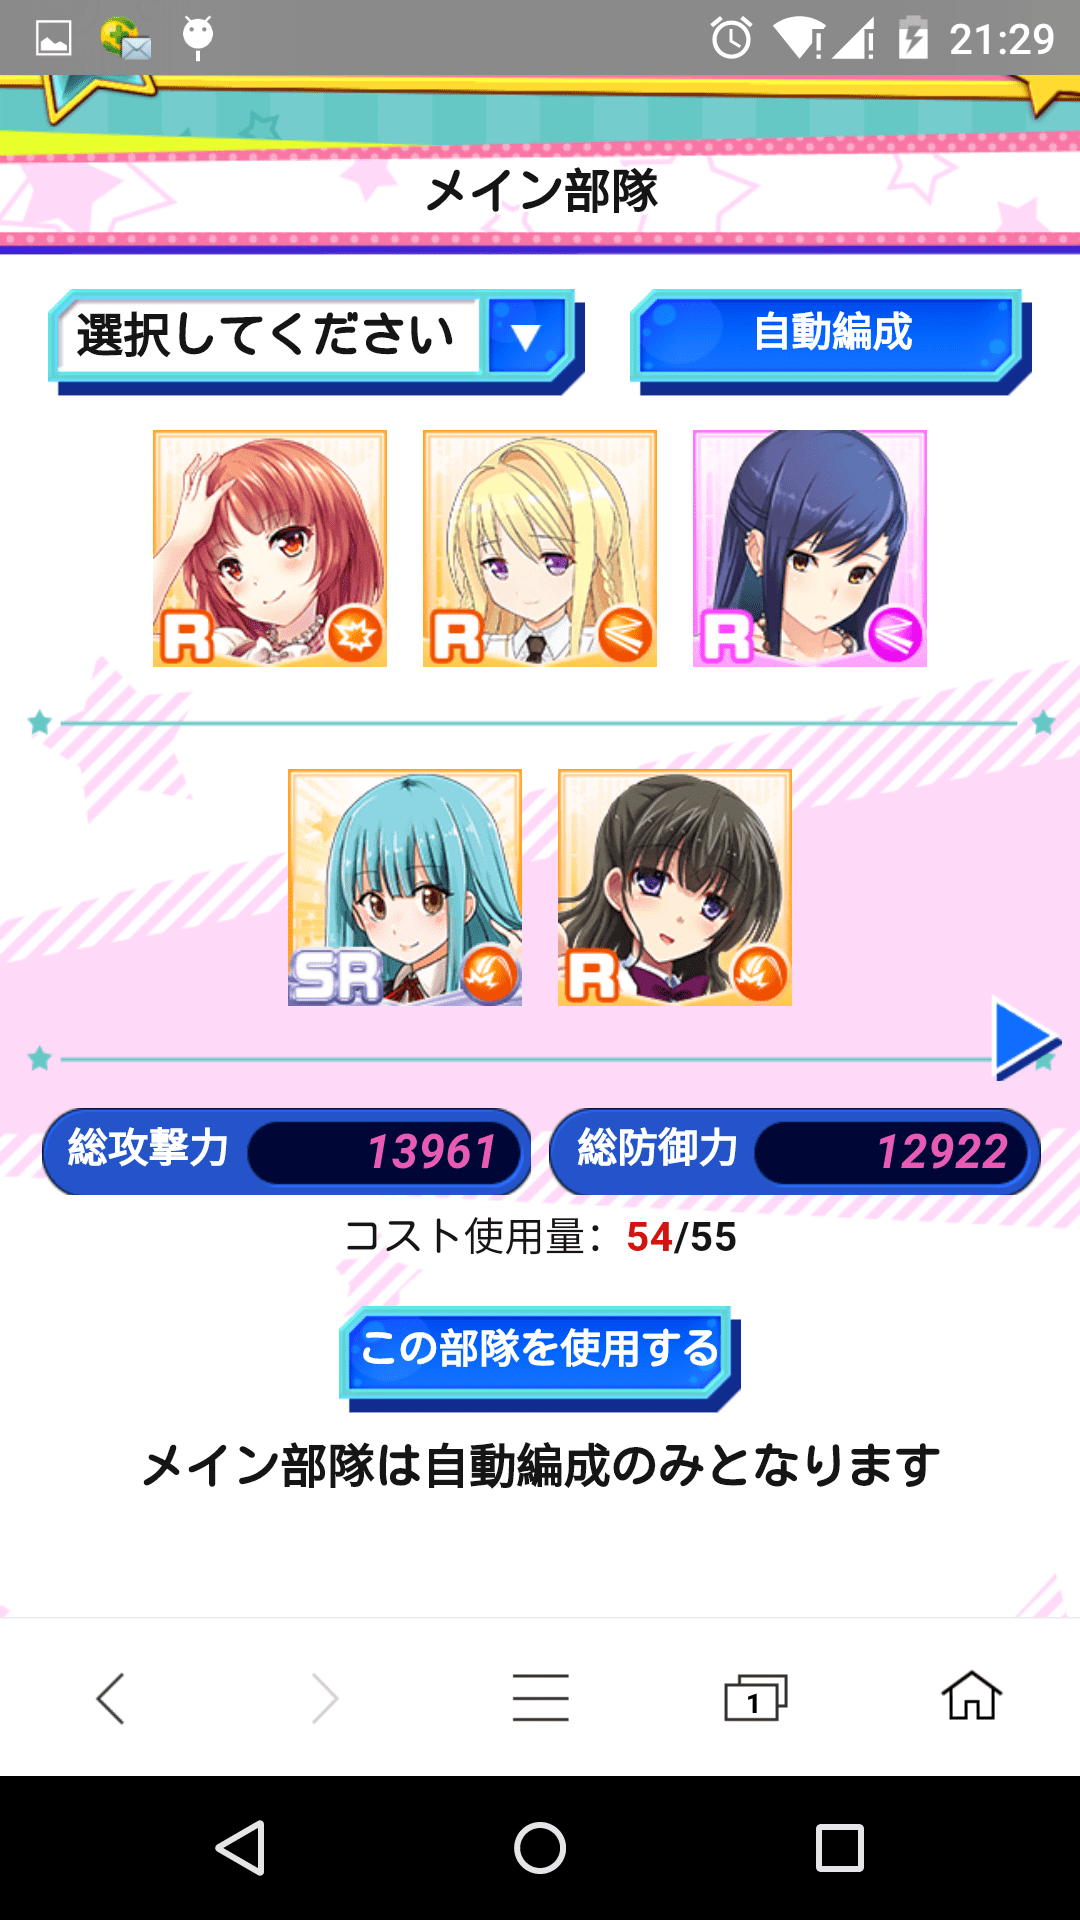 21:29
メイン部隊
選択してください ▼
自動編成
R R R
SR R
総攻撃力 13961 総防御力 12922
コスト使用量：54/55
この部隊を使用する
メイン部隊は自動編成のみとなります
1